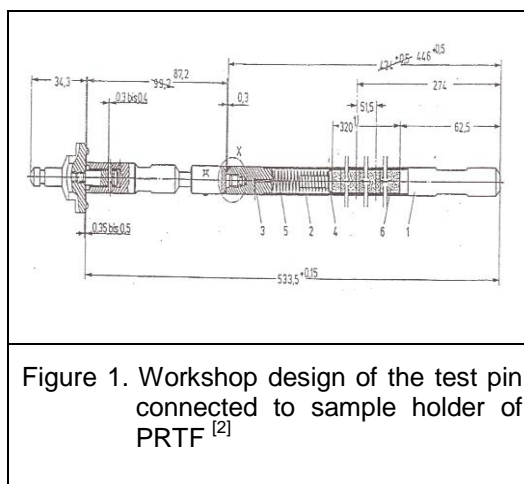 434 +0,5 446 +0,5
87,2
34,3 99,2 274
0,3 bis 0,4 0,3 51,5
320 1) 62,5
X
3 5 2 4 6 1
0,35 bis 0,5
533,5 +0,15
Figure 1. Workshop design of the test pin
connected to sample holder of
PRTF [2]